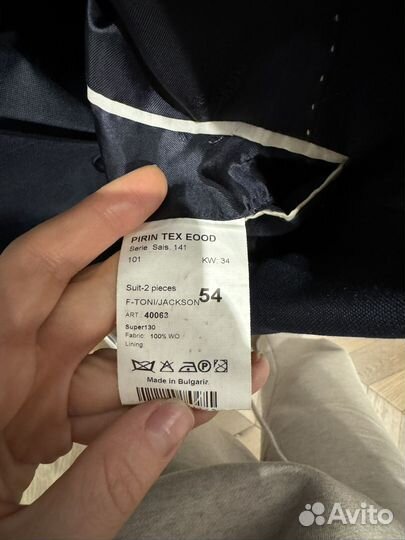 PIRIN TEX EOOD
Serie Sais. 141
101 KW: 34
Suit-2 pieces
F-TONI/JACKSON 54
ART. 40063
Super130
Fabric: 100% WO
Lining:
P
Made in Bulgaria
Avito